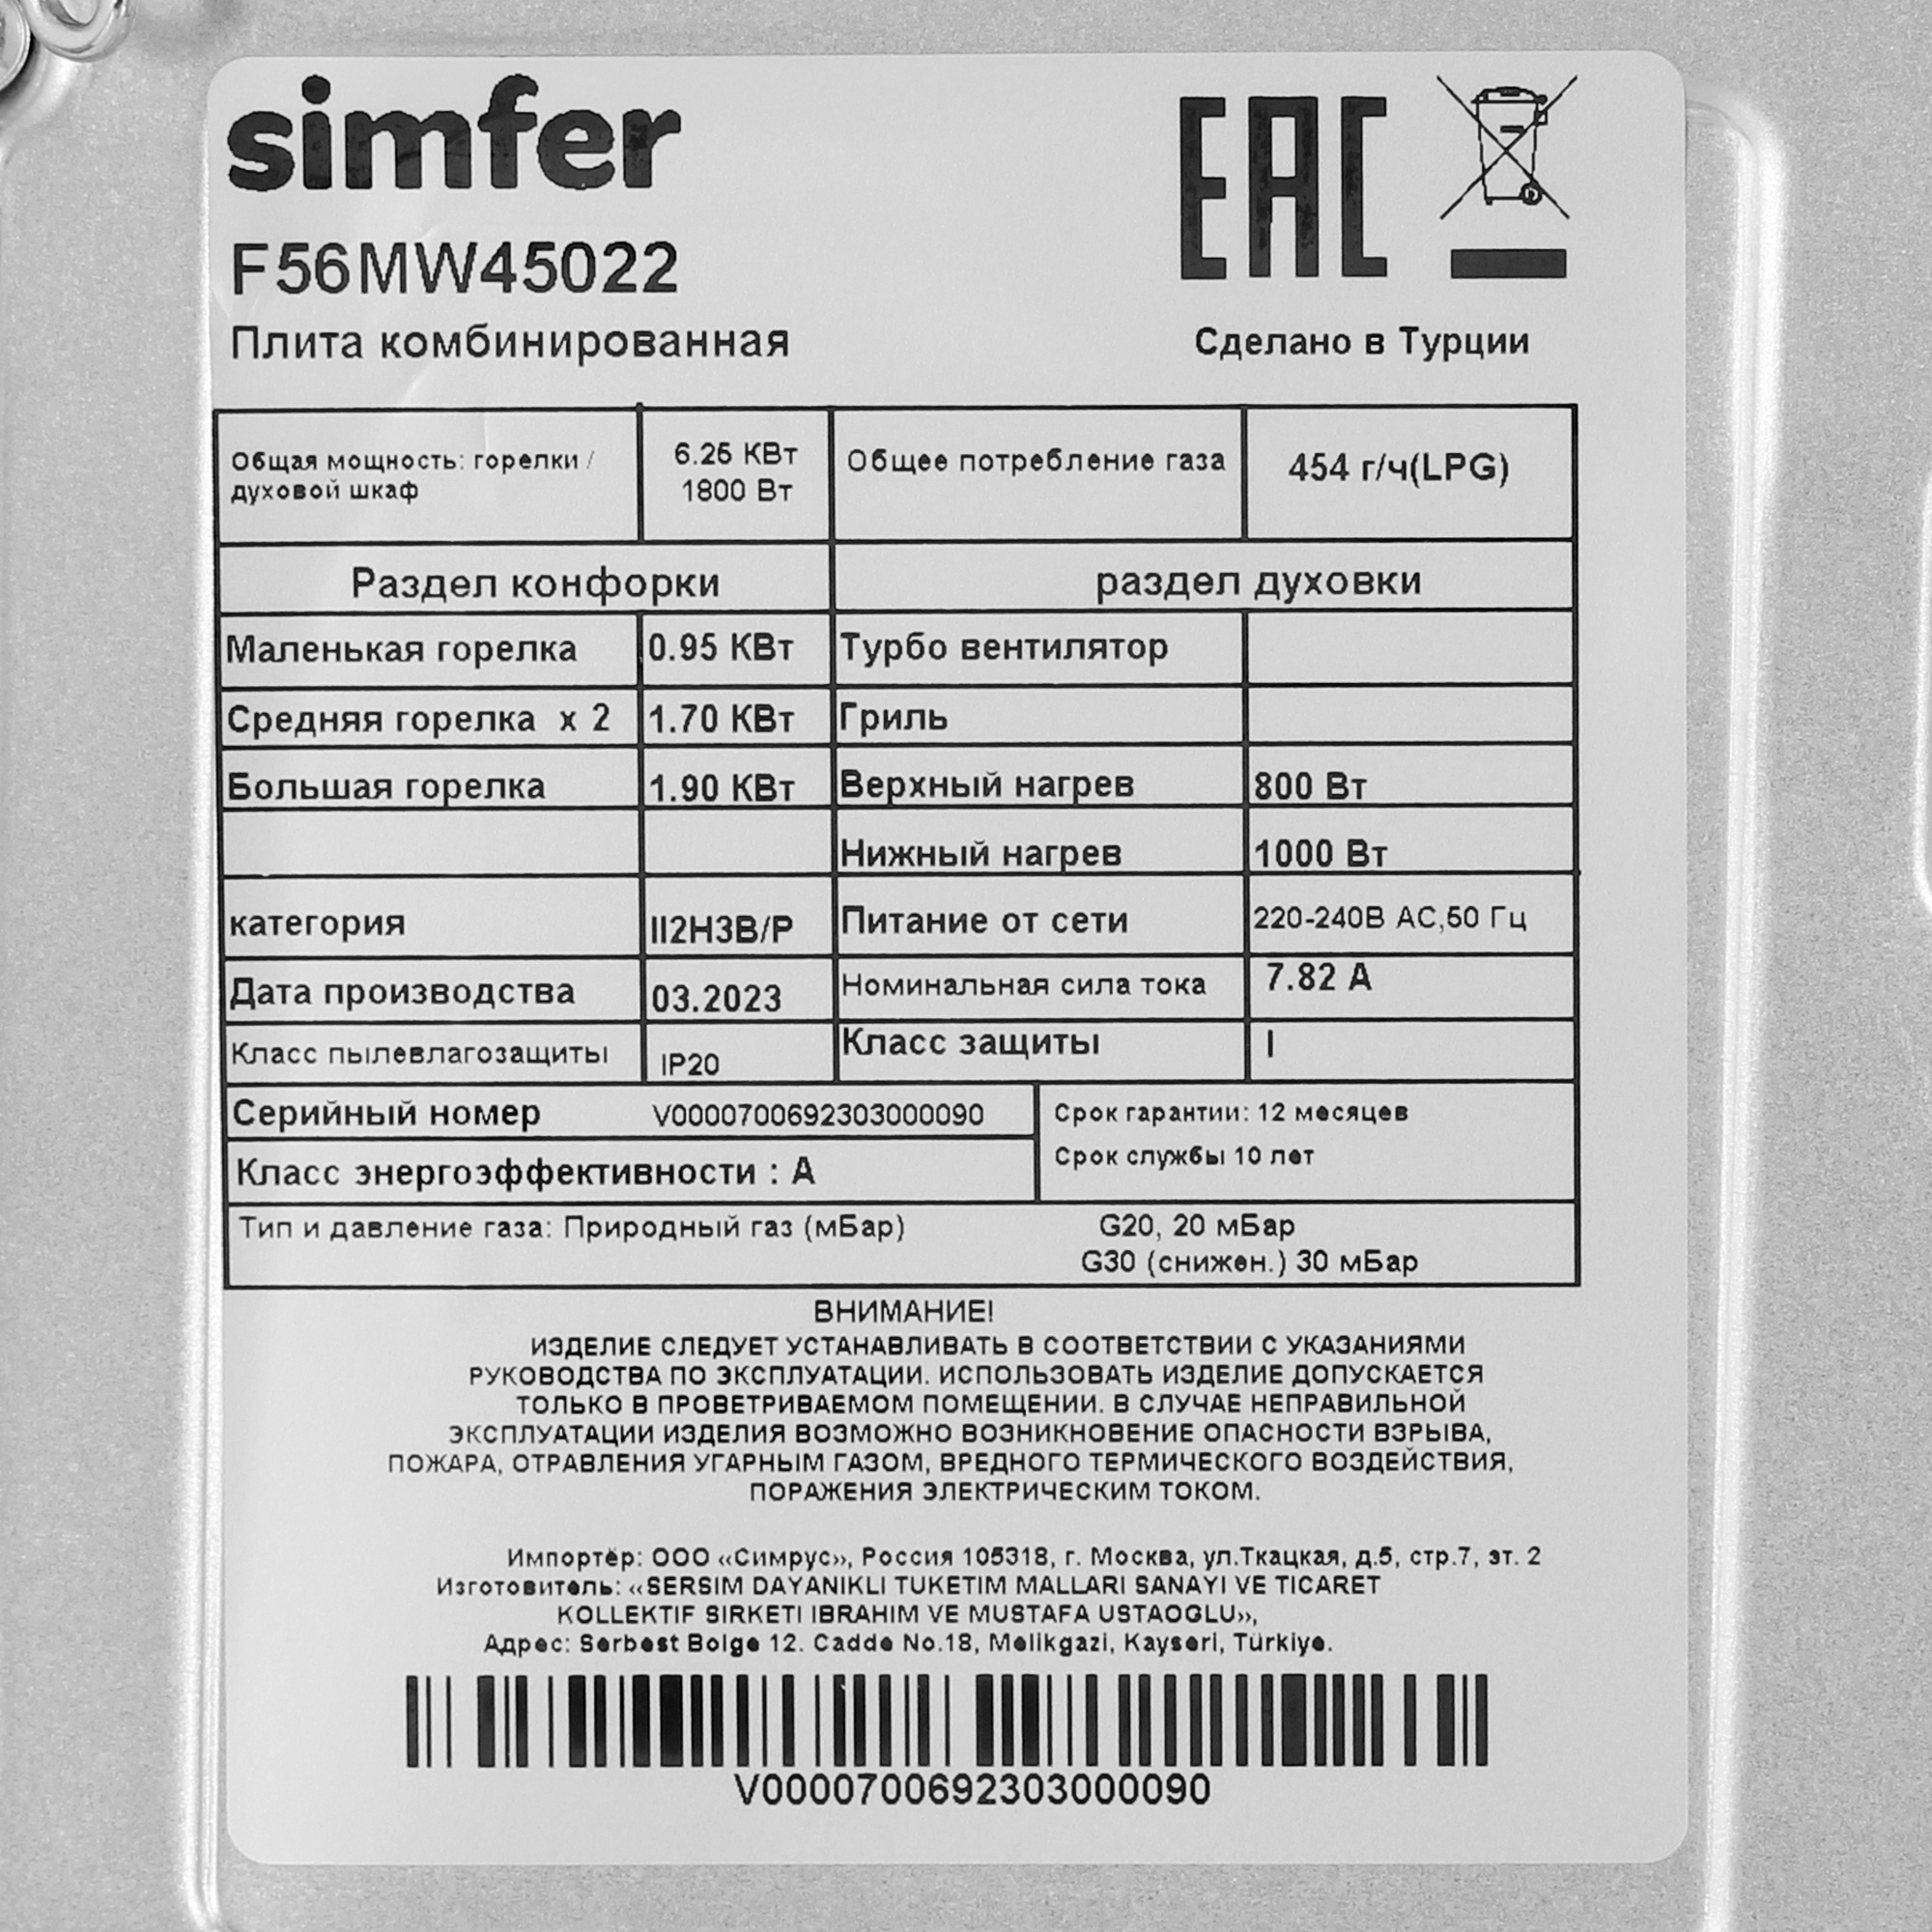 simfer
EAC
F56MW45022
Плита комбинированная
Сделано в Турции
Общая мощность: горелки / духовой шкаф
6.25 КВт
1800 Вт
Общее потребление газа
454 г/ч(LPG)
Раздел конфорки
раздел духовки
Маленькая горелка 0.95 КВт Турбо вентилятор
Средняя горелка x 2 1.70 КВт Гриль
Большая горелка 1.90 КВт Верхный нагрев 800 Вт
Нижный нагрев 1000 Вт
категория II2H3B/P Питание от сети 220-240В AC,50 Гц
Дата производства 03.2023 Номинальная сила тока 7.82 А
Класс пылевлагозащиты IP20 Класс защиты I
Серийный номер V0000700692303000090 Срок гарантии: 12 месяцев
Срок службы 10 лет
Класс энергоэффективности : А
Тип и давление газа: Природный газ (мБар) G20, 20 мБар
G30 (снижен.) 30 мБар
ВНИМАНИЕ!
ИЗДЕЛИЕ СЛЕДУЕТ УСТАНАВЛИВАТЬ В СООТВЕТСТВИИ С УКАЗАНИЯМИ
РУКОВОДСТВА ПО ЭКСПЛУАТАЦИИ. ИСПОЛЬЗОВАТЬ ИЗДЕЛИЕ ДОПУСКАЕТСЯ
ТОЛЬКО В ПРОВЕТРИВАЕМОМ ПОМЕЩЕНИИ. В СЛУЧАЕ НЕПРАВИЛЬНОЙ
ЭКСПЛУАТАЦИИ ИЗДЕЛИЯ ВОЗМОЖНО ВОЗНИКНОВЕНИЕ ОПАСНОСТИ ВЗРЫВА,
ПОЖАРА, ОТРАВЛЕНИЯ УГАРНЫМ ГАЗОМ, ВРЕДНОГО ТЕРМИЧЕСКОГО ВОЗДЕЙСТВИЯ,
ПОРАЖЕНИЯ ЭЛЕКТРИЧЕСКИМ ТОКОМ.
Импортёр: ООО «Симрус», Россия 105318, г. Москва, ул.Ткацкая, д.5, стр.7, эт. 2
Изготовитель: «SERSIM DAYANIKLI TUKETIM MALLARI SANAYI VE TICARET
KOLLEKTIF SIRKETI IBRAHIM VE MUSTAFA USTAOGLU»,
Адрес: Serbest Bolge 12. Cadde No.18, Melikgazi, Kayseri, Türkiye.
V0000700692303000090